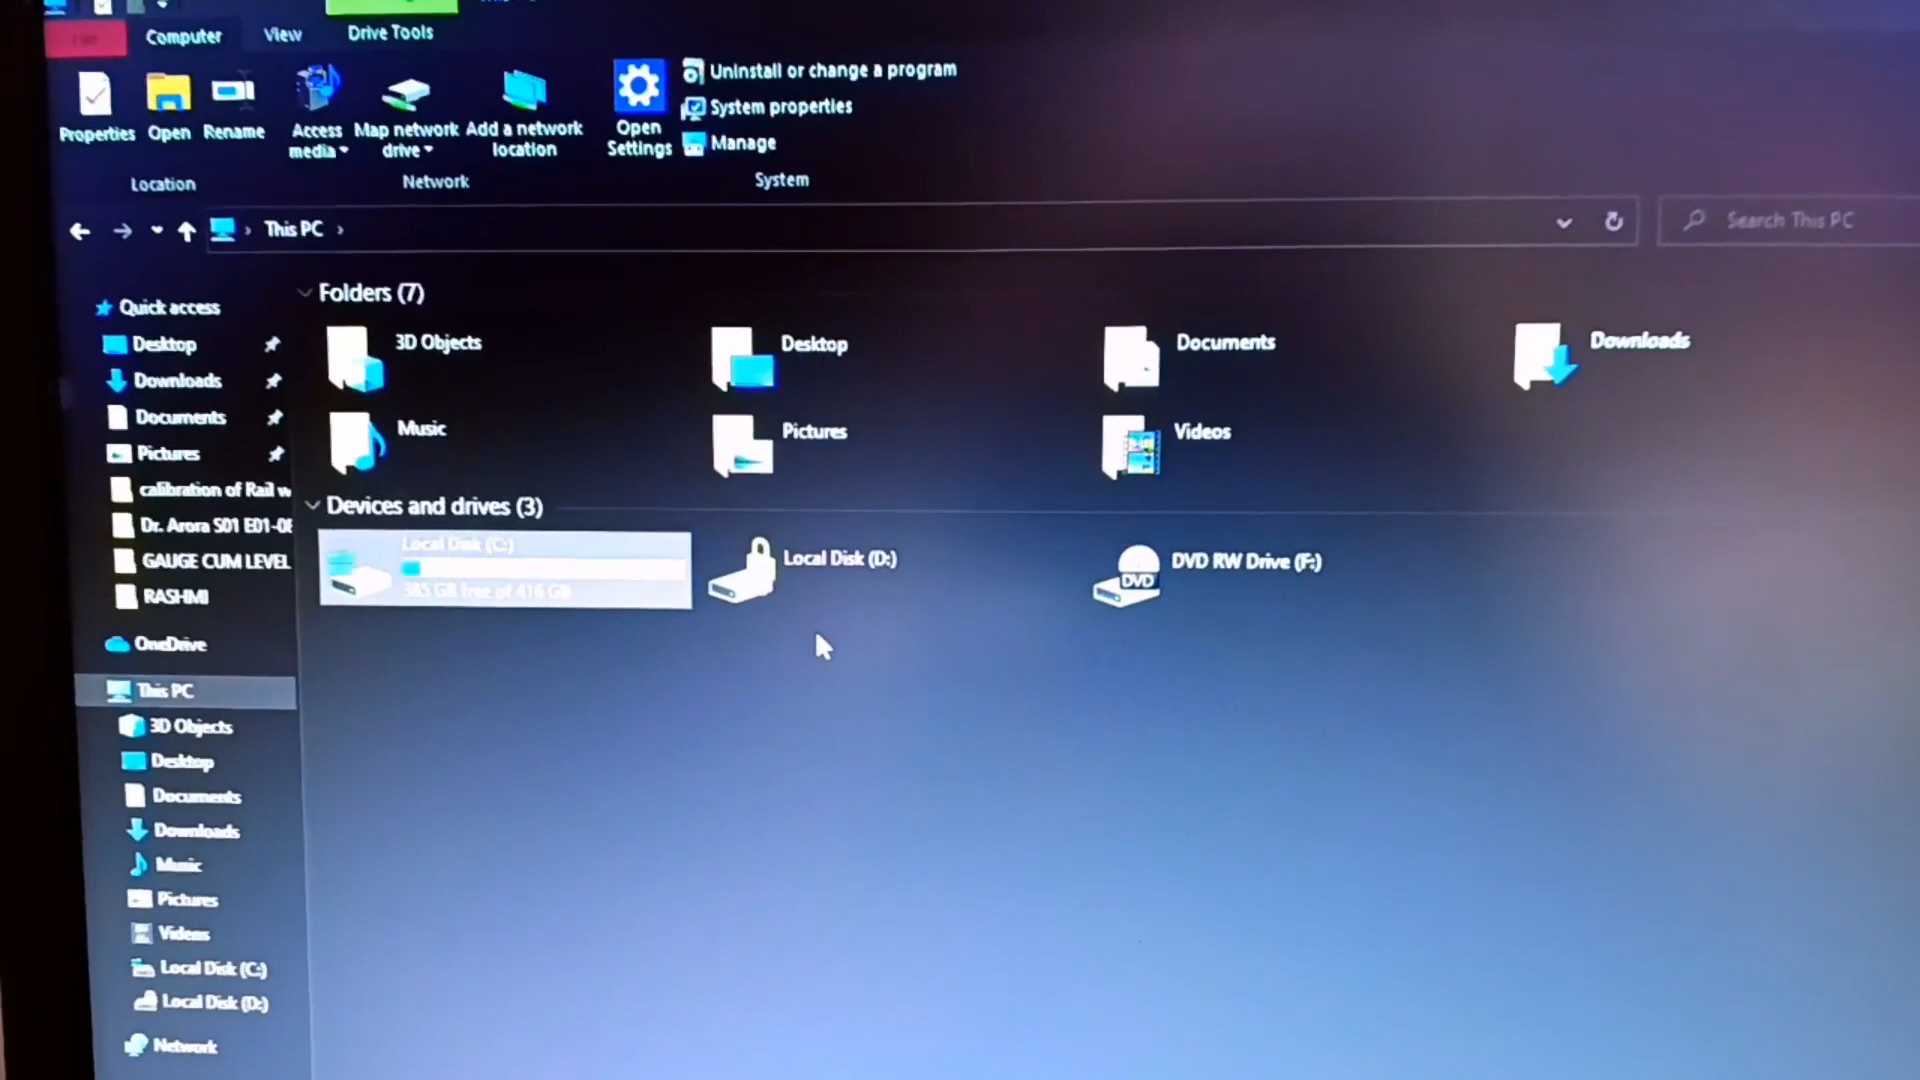 Computer View Drive Tools
Properties Open Rename Access media Map network drive Add a network location Open Settings
Uninstall or change a program
System properties
Manage
Location Network System
This PC
Search This PC
Quick access
Desktop
Downloads
Documents
Pictures
calibration of Rail w
Dr. Arora S01 E01-08
GAUGE CUM LEVEL
RASHMI
OneDrive
This PC
3D Objects
Desktop
Documents
Downloads
Music
Pictures
Videos
Local Disk (C:)
Local Disk (D:)
Network
Folders (7)
3D Objects Desktop Documents Downloads
Music Pictures Videos
Devices and drives (3)
Local Disk (C:)
385 GB free of 416 GB
Local Disk (D:)
DVD
DVD RW Drive (F:)